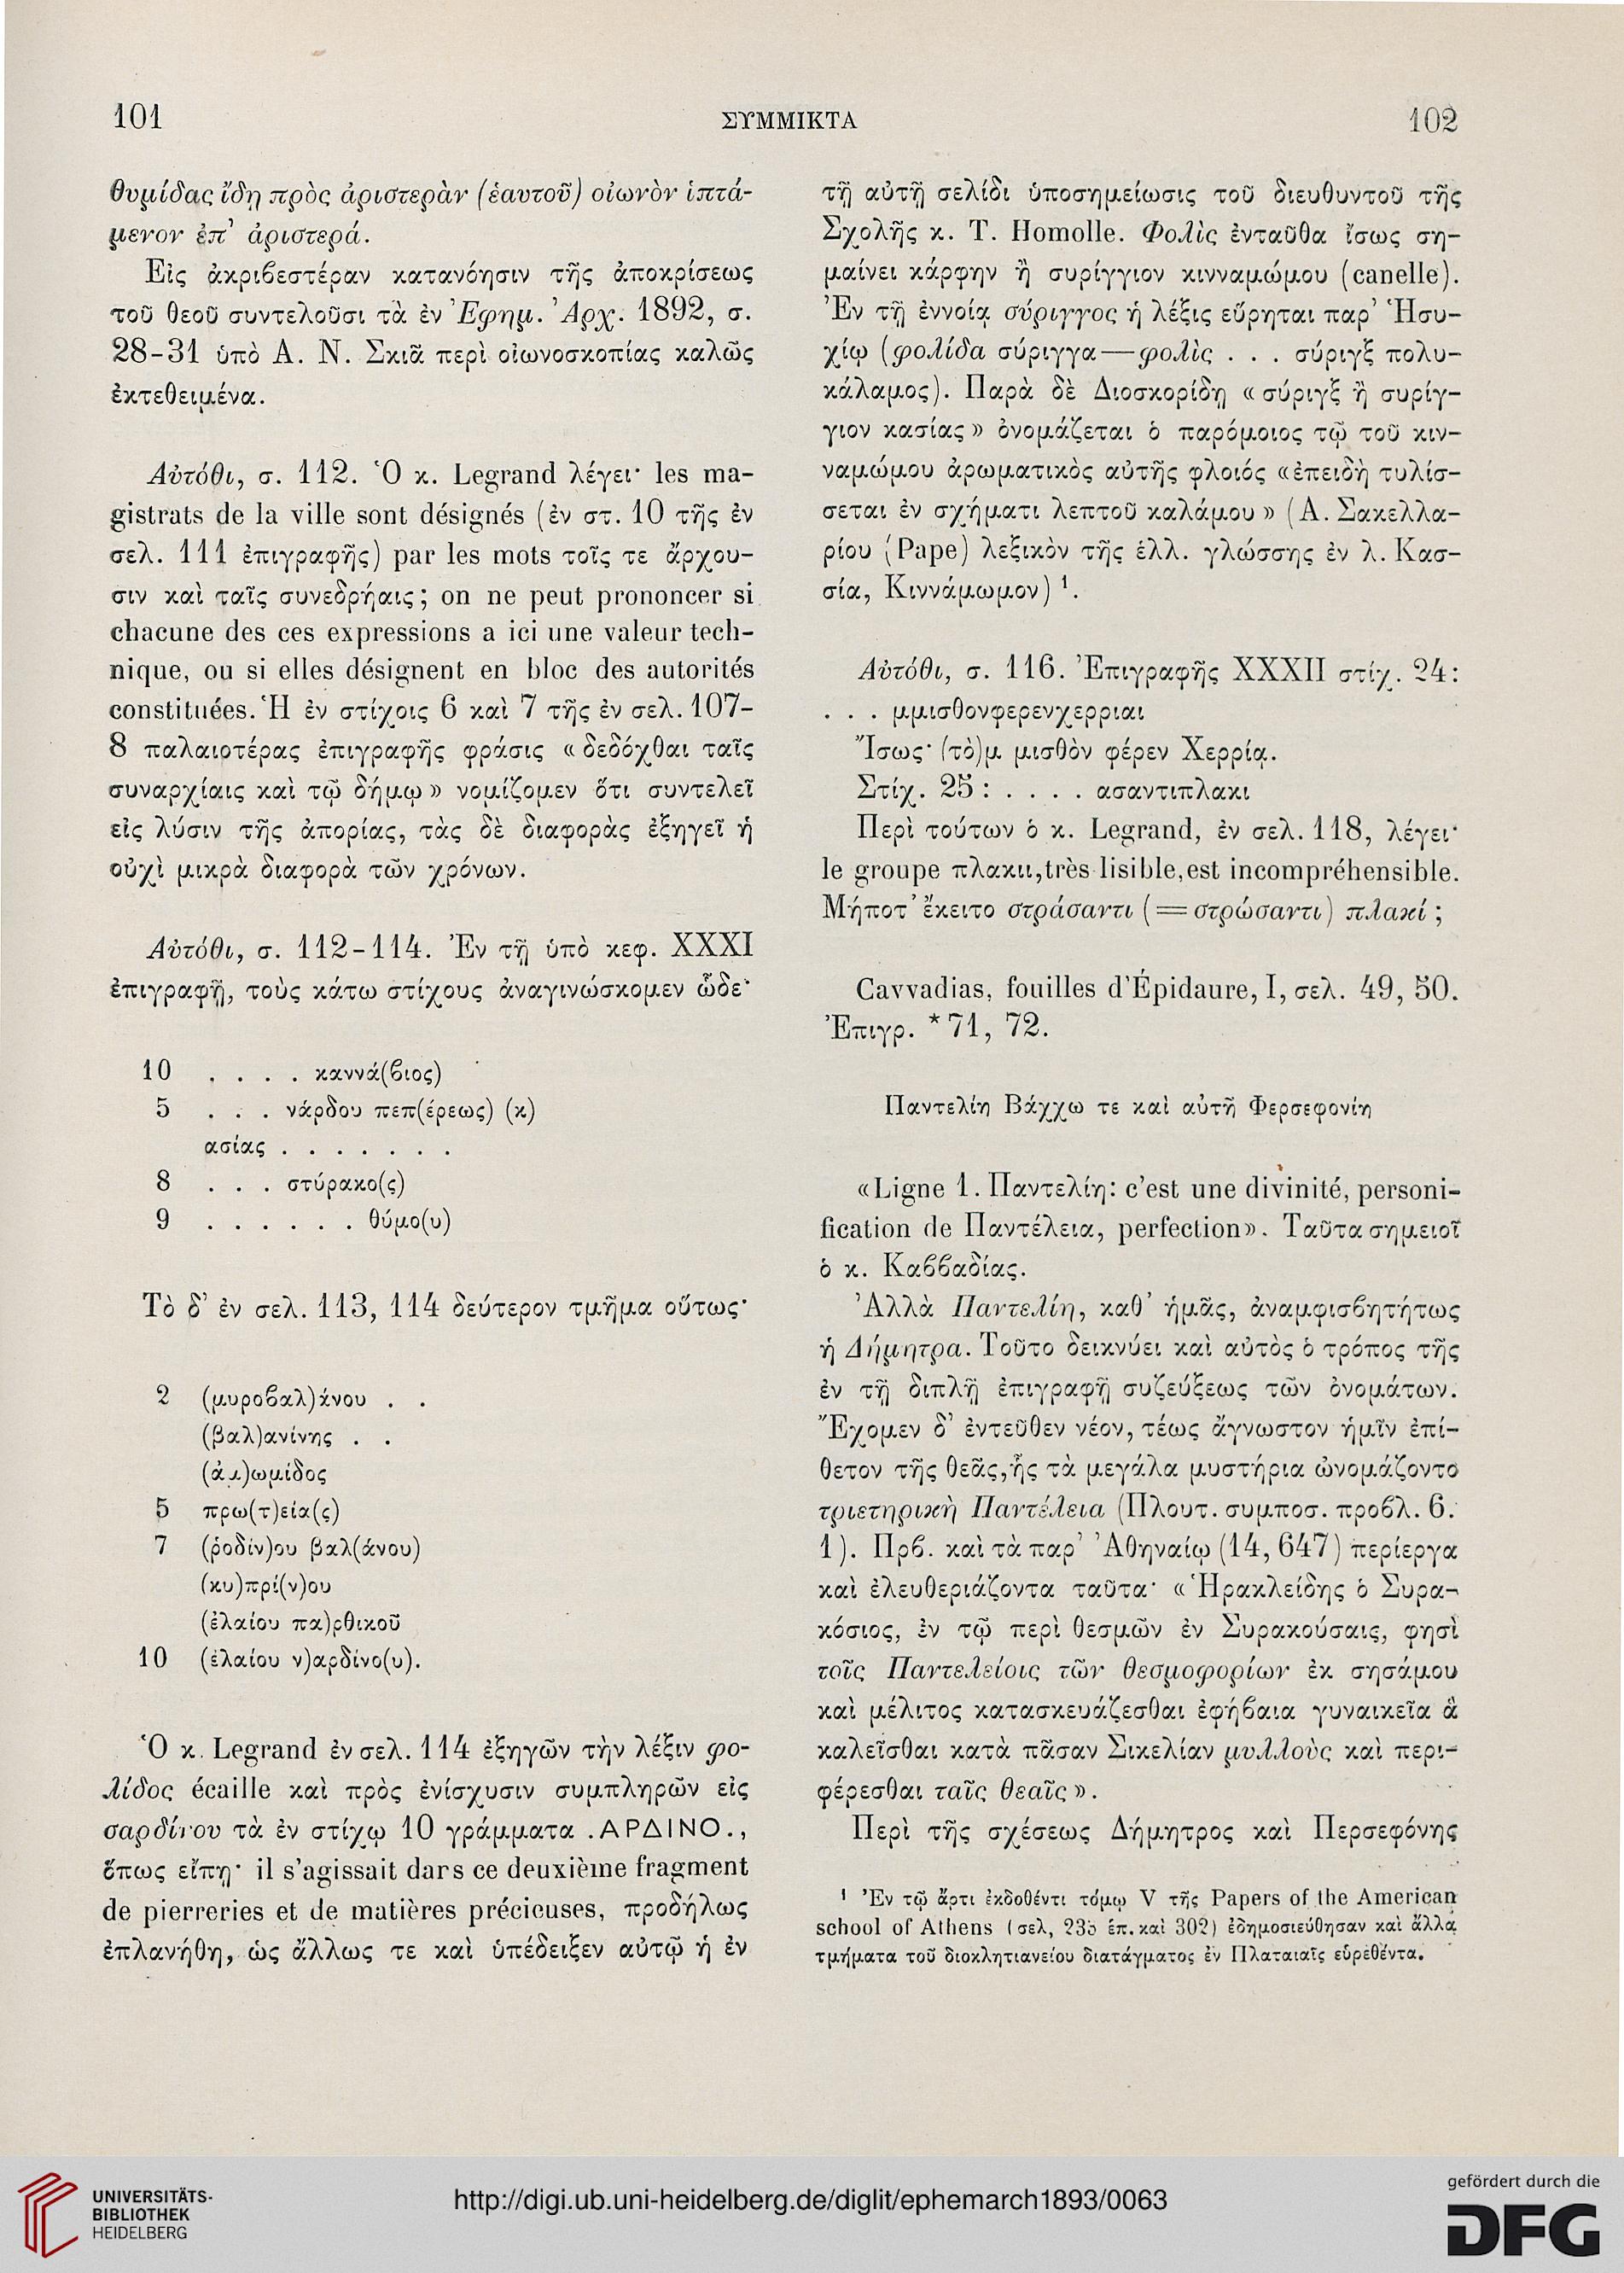 101
ΣΥΜΜΙΚΤΑ
102
θυμίδας ἴδῃ πρὸς ἀριστερὰν (ἑαυτοῦ) οἰωνὸν ἱπτά-
μενον ἐπ' ἀριστερά.
Εἰς ἀκριβεστέραν κατανόησιν τῆς ἀποκρίσεως
τοῦ θεοῦ συντελοῦσι τὰ ἐν Ἐφημ. Ἀρχ. 1892, σ.
28-31 ὑπὸ Α. Ν. Σκιᾶ περὶ οἰωνοσκοπίας καλῶς
ἐκτεθειμένα.
Αὐτόθι, σ. 112. Ὁ κ. Legrand λέγει· les ma-
gistrats de la ville sont désignés (ἐν στ. 10 τῆς ἐν
σελ. 111 ἐπιγραφῆς) par les mots τοῖς τε ἄρχου-
σιν καὶ ταῖς συνεδρήαις; on ne peut prononcer si
chacune des ces expressions a ici une valeur tech-
nique, ou si elles désignent en bloc des autorités
constituées. Ἡ ἐν στίχοις 6 καὶ 7 τῆς ἐν σελ. 107-
8 παλαιοτέρας ἐπιγραφῆς φράσις «δεδόχθαι ταῖς
συναρχίαις καὶ τῷ δήμῳ» νομίζομεν ὅτι συντελεῖ
εἰς λύσιν τῆς ἀπορίας, τὰς δὲ διαφορὰς ἐξηγεῖ ἡ
οὐχὶ μικρὰ διαφορὰ τῶν χρόνων.
Αὐτόθι, σ. 112-114. Ἐν τῇ ὑπὸ κεφ. XXXI
ἐπιγραφῇ, τοὺς κάτω στίχους ἀναγινώσκομεν ὧδε·
10 . . . . καννά(βιος)
5 . . . νάρδου πεπ(έρεως) (κ)
ασίας . . . . . . .
8 . . . στύρακο(ς)
9 . . . . . . θύμο(υ)
Τὸ δ' ἐν σελ. 113, 114 δεύτερον τμῆμα οὕτως·
2 (μυροβαλ)άνου . .
(βαλ)ανίνης . .
(ἀμ)ωμίδος
5 πρω(τ)εία(ς)
7 (ῥοδίν)ου βαλ(άνου)
(κυ)πρί(ν)ου
(ἐλαίου πα)ρθικοῦ
10 (ἐλαίου ν)αρδίνο(υ).
Ὁ κ. Legrand ἐν σελ. 114 ἐξηγῶν τὴν λέξιν φο-
λίδος écaille καὶ πρὸς ἐνίσχυσιν συμπληρῶν εἰς
σαρδίνου τὰ ἐν στίχῳ 10 γράμματα .ΑΡΔΙΝΟ.,
ὅπως εἴπῃ· il s'agissait dars ce deuxième fragment
de pierreries et de matières précieuses, προδήλως
ἐπλανήθη, ὡς ἄλλως τε καὶ ὑπέδειξεν αὐτῷ ἡ ἐν
τῇ αὐτῇ σελίδι ὑποσημείωσις τοῦ διευθυντοῦ τῆς
Σχολῆς κ. T. Homolle. Φολὶς ἐνταῦθα ἴσως ση-
μαίνει κάρφην ἢ συρίγγιον κινναμώμου (canelle).
Ἐν τῇ ἐννοίᾳ σύριγγος ἡ λέξις εὕρηται παρ' Ἡσυ-
χίῳ (φολίδα σύριγγα—φολὶς . . . σύριγξ πολυ-
κάλαμος). Παρὰ δὲ Διοσκορίδῃ «σύριγξ ἢ συρίγ-
γιον κασίας» ὀνομάζεται ὁ παρόμοιος τῷ τοῦ κιν-
ναμώμου ἀρωματικὸς αὐτῆς φλοιός «ἐπειδὴ τυλίσ-
σεται ἐν σχήματι λεπτοῦ καλάμου» (Α. Σακελλα-
ρίου (Pape) λεξικὸν τῆς ἑλλ. γλώσσης ἐν λ. Κασ-
σία, Κιννάμωμον) ¹.
Αὐτόθι, σ. 116. Ἐπιγραφῆς XXXII στίχ. 24:
. . . μμισθονφερενχερριαι
Ἴσως· (τὸ)μ μισθὸν φέρεν Χερρίᾳ.
Στίχ. 25 : . . . . ασαντιπλακι
Περὶ τούτων ὁ κ. Legrand, ἐν σελ. 118, λέγει·
le groupe πλακιι, très lisible, est incompréhensible.
Μήποτ' ἔκειτο στράσαντι (= στρώσαντι) πλακί ;
Cavvadias, fouilles d'Épidaure, I, σελ. 49, 50.
Ἐπιγρ. *71, 72.
Παντελίη Βάχχω τε καὶ αὐτῇ Φερσεφονίη
«Ligne 1. Παντελίη: c'est une divinité, personi-
fication de Παντέλεια, perfection». Ταῦτα σημειοῖ
ὁ κ. Καββαδίας.
Ἀλλὰ Παντελίη, καθ' ἡμᾶς, ἀναμφισβητήτως
ἡ Δήμητρα. Τοῦτο δεικνύει καὶ αὐτὸς ὁ τρόπος τῆς
ἐν τῇ διπλῇ ἐπιγραφῇ συζεύξεως τῶν ὀνομάτων.
Ἔχομεν δ' ἐντεῦθεν νέον, τέως ἄγνωστον ἡμῖν ἐπί-
θετον τῆς θεᾶς, ἧς τὰ μεγάλα μυστήρια ὠνομάζοντο
τριετηρικὴ Παντέλεια (Πλουτ. συμποσ. προβλ. 6.
1). Πρβ. καὶ τὰ παρ' Ἀθηναίῳ (14, 647) περίεργα
καὶ ἐλευθεριάζοντα ταῦτα· «Ἡρακλείδης ὁ Συρα-
κόσιος, ἐν τῷ περὶ θεσμῶν ἐν Συρακούσαις, φησὶ
τοῖς Παντελείοις τῶν θεσμοφορίων ἐκ σησάμου
καὶ μέλιτος κατασκευάζεσθαι ἐφήβαια γυναικεῖα ἃ
καλεῖσθαι κατὰ πᾶσαν Σικελίαν μυλλοὺς καὶ περι-
φέρεσθαι ταῖς θεαῖς».
Περὶ τῆς σχέσεως Δήμητρος καὶ Περσεφόνης
¹ Ἐν τῷ ἄρτι ἐκδοθέντι τόμῳ V τῆς Papers of the American
school of Athens (σελ, 235 ἑπ. καὶ 302) ἐδημοσιεύθησαν καὶ ἄλλα
τμήματα τοῦ διοκλητιανείου διατάγματος ἐν Πλαταιαῖς εὑρεθέντα.
UNIVERSITÄTS-
BIBLIOTHEK
HEIDELBERG
http://digi.ub.uni-heidelberg.de/diglit/ephemarch1893/0063
gefördert durch die
DFG